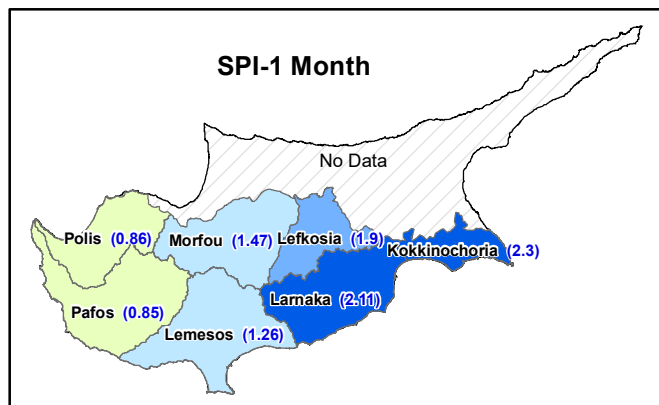 SPI-1 Month
No Data
Polis (0.86)
Morfou (1.47)
Lefkosia (1.9)
Kokkinochoria (2.3)
Pafos (0.85)
Larnaka (2.11)
Lemesos (1.26)